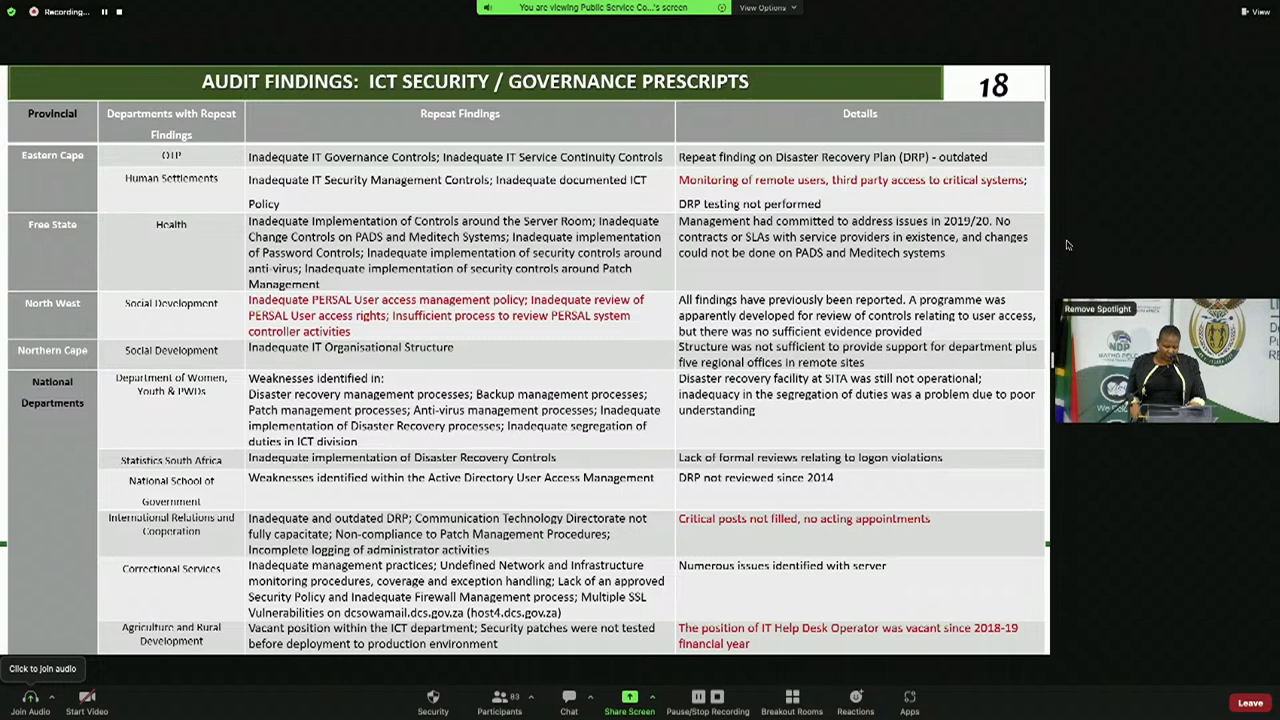 Recording...
You are viewing Public Service Co...'s screen
View Options
View
AUDIT FINDINGS: ICT SECURITY / GOVERNANCE PRESCRIPTS
18
Provincial
Departments with Repeat
Findings
Repeat Findings
Details
Eastern Cape
OTP
Inadequate IT Governance Controls; Inadequate IT Service Continuity Controls
Repeat finding on Disaster Recovery Plan (DRP) - outdated
Human Settlements
Inadequate IT Security Management Controls; Inadequate documented ICT
Policy
Monitoring of remote users, third party access to critical systems;
DRP testing not performed
Free State
Health
Inadequate Implementation of Controls around the Server Room; Inadequate
Change Controls on PADS and Meditech Systems; Inadequate implementation
of Password Controls; Inadequate implementation of security controls around
anti-virus; Inadequate implementation of security controls around Patch
Management
Management had committed to address issues in 2019/20. No
contracts or SLAs with service providers in existence, and changes
could not be done on PADS and Meditech systems
North West
Social Development
Inadequate PERSAL User access management policy; Inadequate review of
PERSAL User access rights; Insufficient process to review PERSAL system
controller activities
All findings have previously been reported. A programme was
apparently developed for review of controls relating to user access,
but there was no sufficient evidence provided
Northern Cape
Social Development
Inadequate IT Organisational Structure
Structure was not sufficient to provide support for department plus
five regional offices in remote sites
National
Departments
Department of Women,
Youth & PWDs
Weaknesses identified in:
Disaster recovery management processes; Backup management processes;
Patch management processes; Anti-virus management processes; Inadequate
implementation of Disaster Recovery processes; Inadequate segregation of
duties in ICT division
Disaster recovery facility at SITA was still not operational;
inadequacy in the segregation of duties was a problem due to poor
understanding
Statistics South Africa
Inadequate implementation of Disaster Recovery Controls
Lack of formal reviews relating to logon violations
National School of
Government
Weaknesses identified within the Active Directory User Access Management
DRP not reviewed since 2014
International Relations and
Cooperation
Inadequate and outdated DRP; Communication Technology Directorate not
fully capacitate; Non-compliance to Patch Management Procedures;
Incomplete logging of administrator activities
Critical posts not filled, no acting appointments
Correctional Services
Inadequate management practices; Undefined Network and Infrastructure
monitoring procedures, coverage and exception handling; Lack of an approved
Security Policy and Inadequate Firewall Management process; Multiple SSL
Vulnerabilities on dcsowamail.dcs.gov.za (host4.dcs.gov.za)
Numerous issues identified with server
Agriculture and Rural
Development
Vacant position within the ICT department; Security patches were not tested
before deployment to production environment
The position of IT Help Desk Operator was vacant since 2018-19
financial year
Remove Spotlight
NDP
Click to join audio
Join Audio
Start Video
Security
83
Participants
Chat
Share Screen
Pause/Stop Recording
Breakout Rooms
Reactions
Apps
Leave